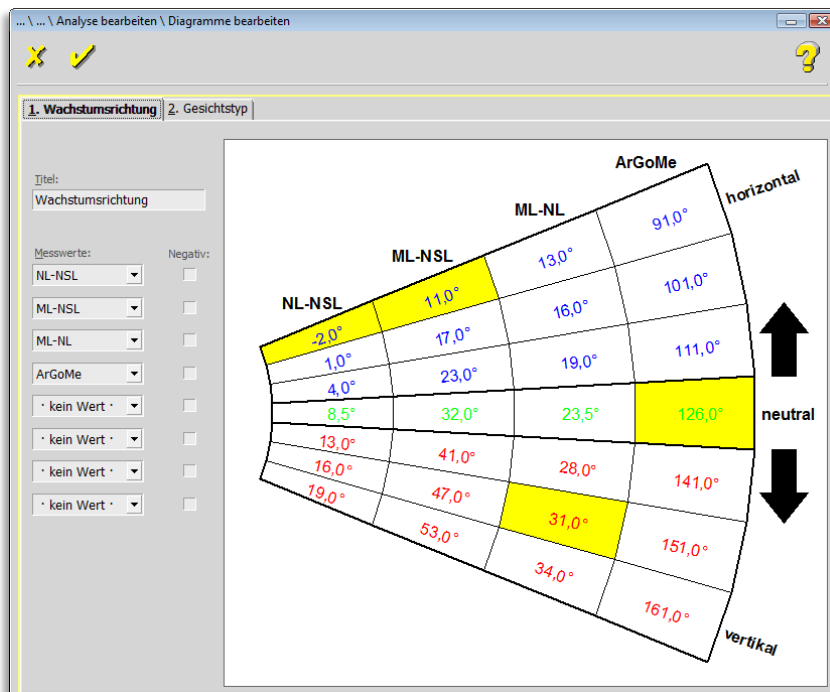 ... \ ... \ Analyse bearbeiten \ Diagramme bearbeiten
1. Wachstumsrichtung 2. Gesichtstyp
Titel:
Wachstumsrichtung
Messwerte: Negativ:
NL-NSL
ML-NSL
ML-NL
ArGoMe
· kein Wert ·
· kein Wert ·
· kein Wert ·
· kein Wert ·
NL-NSL ML-NSL ML-NL ArGoMe
horizontal
-2,0° 11,0° 13,0° 91,0°
1,0° 17,0° 16,0° 101,0°
4,0° 23,0° 19,0° 111,0°
8,5° 32,0° 23,5° 126,0° neutral
13,0° 41,0° 28,0° 141,0°
16,0° 47,0° 31,0° 151,0°
19,0° 53,0° 34,0° 161,0°
vertikal